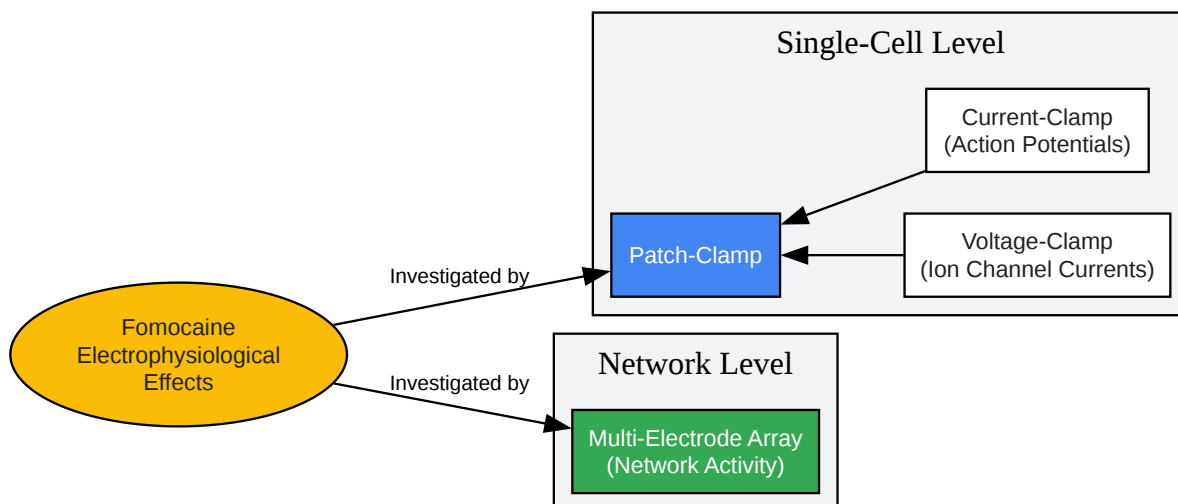 Single-Cell Level
Current-Clamp
(Action Potentials)
Patch-Clamp
Voltage-Clamp
(Ion Channel Currents)
Investigated by
Fomocaine
Electrophysiological
Effects
Investigated by
Network Level
Multi-Electrode Array
(Network Activity)